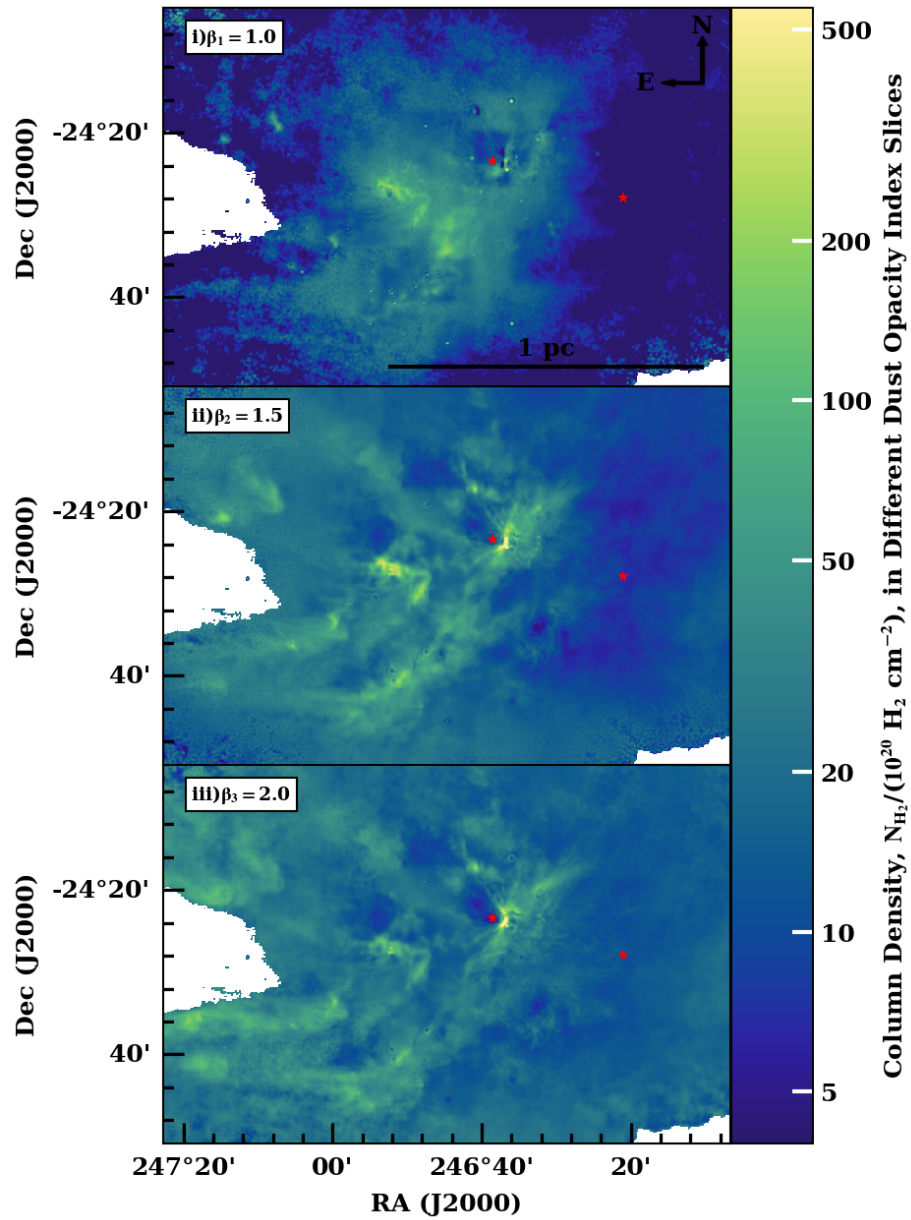 i)β₁ = 1.0
N
E
-24°20'
40'
Dec (J2000)
1 pc
ii)β₂ = 1.5
-24°20'
40'
Dec (J2000)
iii)β₃ = 2.0
-24°20'
40'
Dec (J2000)
247°20'
00'
246°40'
20'
RA (J2000)
500
200
100
50
20
10
5
Column Density, N_H₂/(10²⁰ H₂ cm⁻²), in Different Dust Opacity Index Slices